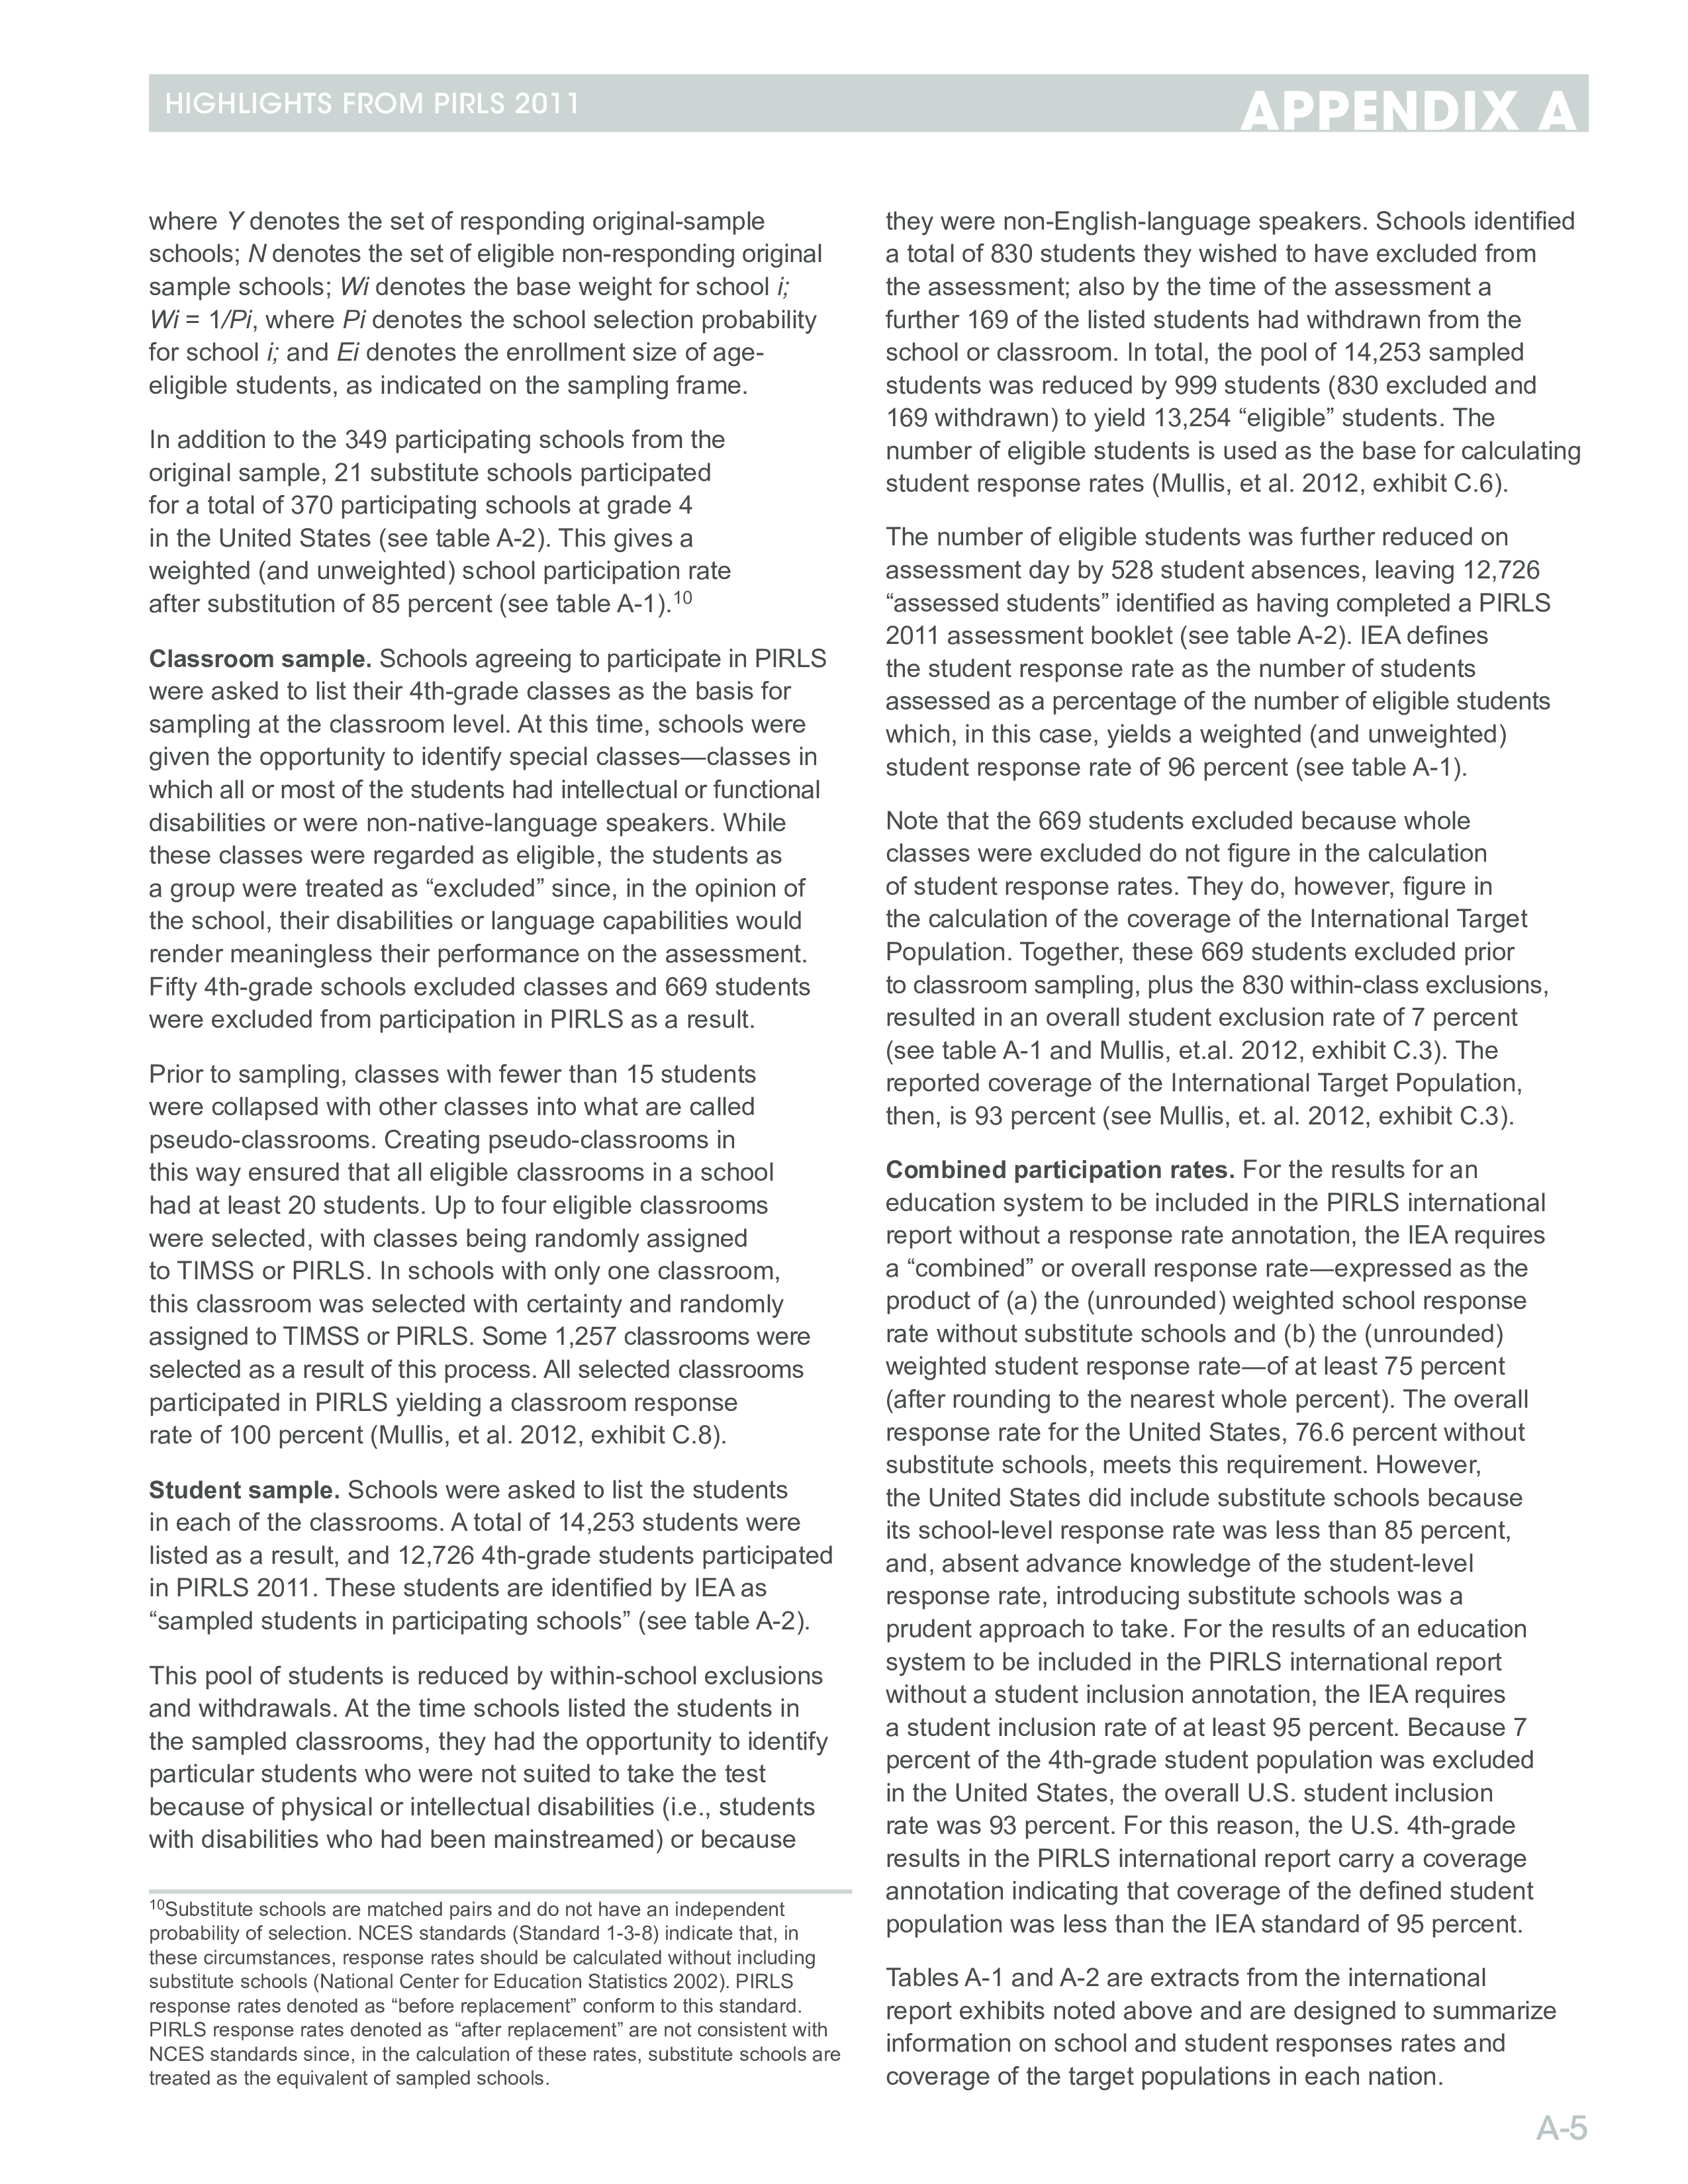 HIGHLIGHTS FROM PIRLS 2011
APPENDIX A
where Y denotes the set of responding original-sample
schools; N denotes the set of eligible non-responding original
sample schools; Wi denotes the base weight for school i;
Wi = 1/Pi, where Pi denotes the school selection probability
for school i; and Ei denotes the enrollment size of age-
eligible students, as indicated on the sampling frame.
In addition to the 349 participating schools from the
original sample, 21 substitute schools participated
for a total of 370 participating schools at grade 4
in the United States (see table A-2). This gives a
weighted (and unweighted) school participation rate
after substitution of 85 percent (see table A-1).10
Classroom sample. Schools agreeing to participate in PIRLS
were asked to list their 4th-grade classes as the basis for
sampling at the classroom level. At this time, schools were
given the opportunity to identify special classes—classes in
which all or most of the students had intellectual or functional
disabilities or were non-native-language speakers. While
these classes were regarded as eligible, the students as
a group were treated as “excluded” since, in the opinion of
the school, their disabilities or language capabilities would
render meaningless their performance on the assessment.
Fifty 4th-grade schools excluded classes and 669 students
were excluded from participation in PIRLS as a result.
Prior to sampling, classes with fewer than 15 students
were collapsed with other classes into what are called
pseudo-classrooms. Creating pseudo-classrooms in
this way ensured that all eligible classrooms in a school
had at least 20 students. Up to four eligible classrooms
were selected, with classes being randomly assigned
to TIMSS or PIRLS. In schools with only one classroom,
this classroom was selected with certainty and randomly
assigned to TIMSS or PIRLS. Some 1,257 classrooms were
selected as a result of this process. All selected classrooms
participated in PIRLS yielding a classroom response
rate of 100 percent (Mullis, et al. 2012, exhibit C.8).
Student sample. Schools were asked to list the students
in each of the classrooms. A total of 14,253 students were
listed as a result, and 12,726 4th-grade students participated
in PIRLS 2011. These students are identified by IEA as
“sampled students in participating schools” (see table A-2).
This pool of students is reduced by within-school exclusions
and withdrawals. At the time schools listed the students in
the sampled classrooms, they had the opportunity to identify
particular students who were not suited to take the test
because of physical or intellectual disabilities (i.e., students
with disabilities who had been mainstreamed) or because
10Substitute schools are matched pairs and do not have an independent
probability of selection. NCES standards (Standard 1-3-8) indicate that, in
these circumstances, response rates should be calculated without including
substitute schools (National Center for Education Statistics 2002). PIRLS
response rates denoted as “before replacement” conform to this standard.
PIRLS response rates denoted as “after replacement” are not consistent with
NCES standards since, in the calculation of these rates, substitute schools are
treated as the equivalent of sampled schools.
they were non-English-language speakers. Schools identified
a total of 830 students they wished to have excluded from
the assessment; also by the time of the assessment a
further 169 of the listed students had withdrawn from the
school or classroom. In total, the pool of 14,253 sampled
students was reduced by 999 students (830 excluded and
169 withdrawn) to yield 13,254 “eligible” students. The
number of eligible students is used as the base for calculating
student response rates (Mullis, et al. 2012, exhibit C.6).
The number of eligible students was further reduced on
assessment day by 528 student absences, leaving 12,726
“assessed students” identified as having completed a PIRLS
2011 assessment booklet (see table A-2). IEA defines
the student response rate as the number of students
assessed as a percentage of the number of eligible students
which, in this case, yields a weighted (and unweighted)
student response rate of 96 percent (see table A-1).
Note that the 669 students excluded because whole
classes were excluded do not figure in the calculation
of student response rates. They do, however, figure in
the calculation of the coverage of the International Target
Population. Together, these 669 students excluded prior
to classroom sampling, plus the 830 within-class exclusions,
resulted in an overall student exclusion rate of 7 percent
(see table A-1 and Mullis, et.al. 2012, exhibit C.3). The
reported coverage of the International Target Population,
then, is 93 percent (see Mullis, et. al. 2012, exhibit C.3).
Combined participation rates. For the results for an
education system to be included in the PIRLS international
report without a response rate annotation, the IEA requires
a “combined” or overall response rate—expressed as the
product of (a) the (unrounded) weighted school response
rate without substitute schools and (b) the (unrounded)
weighted student response rate—of at least 75 percent
(after rounding to the nearest whole percent). The overall
response rate for the United States, 76.6 percent without
substitute schools, meets this requirement. However,
the United States did include substitute schools because
its school-level response rate was less than 85 percent,
and, absent advance knowledge of the student-level
response rate, introducing substitute schools was a
prudent approach to take. For the results of an education
system to be included in the PIRLS international report
without a student inclusion annotation, the IEA requires
a student inclusion rate of at least 95 percent. Because 7
percent of the 4th-grade student population was excluded
in the United States, the overall U.S. student inclusion
rate was 93 percent. For this reason, the U.S. 4th-grade
results in the PIRLS international report carry a coverage
annotation indicating that coverage of the defined student
population was less than the IEA standard of 95 percent.
Tables A-1 and A-2 are extracts from the international
report exhibits noted above and are designed to summarize
information on school and student responses rates and
coverage of the target populations in each nation.
A-5